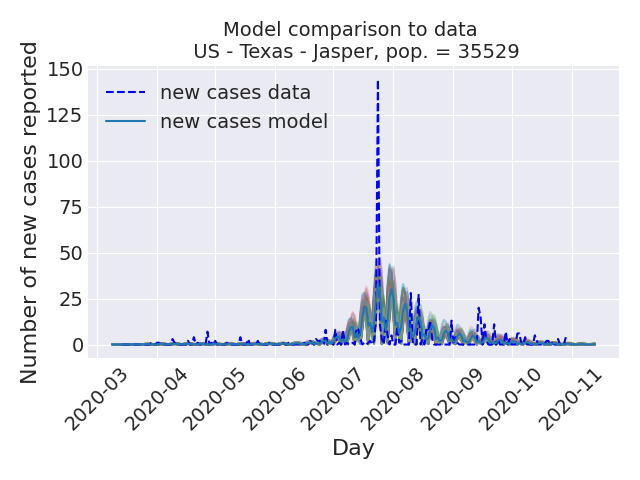 Model comparison to data
US - Texas - Jasper, pop. = 35529
Number of new cases reported
150
125
100
75
50
25
0
new cases data
new cases model
2020-03
2020-04
2020-05
2020-06
2020-07
2020-08
2020-09
2020-10
2020-11
Day